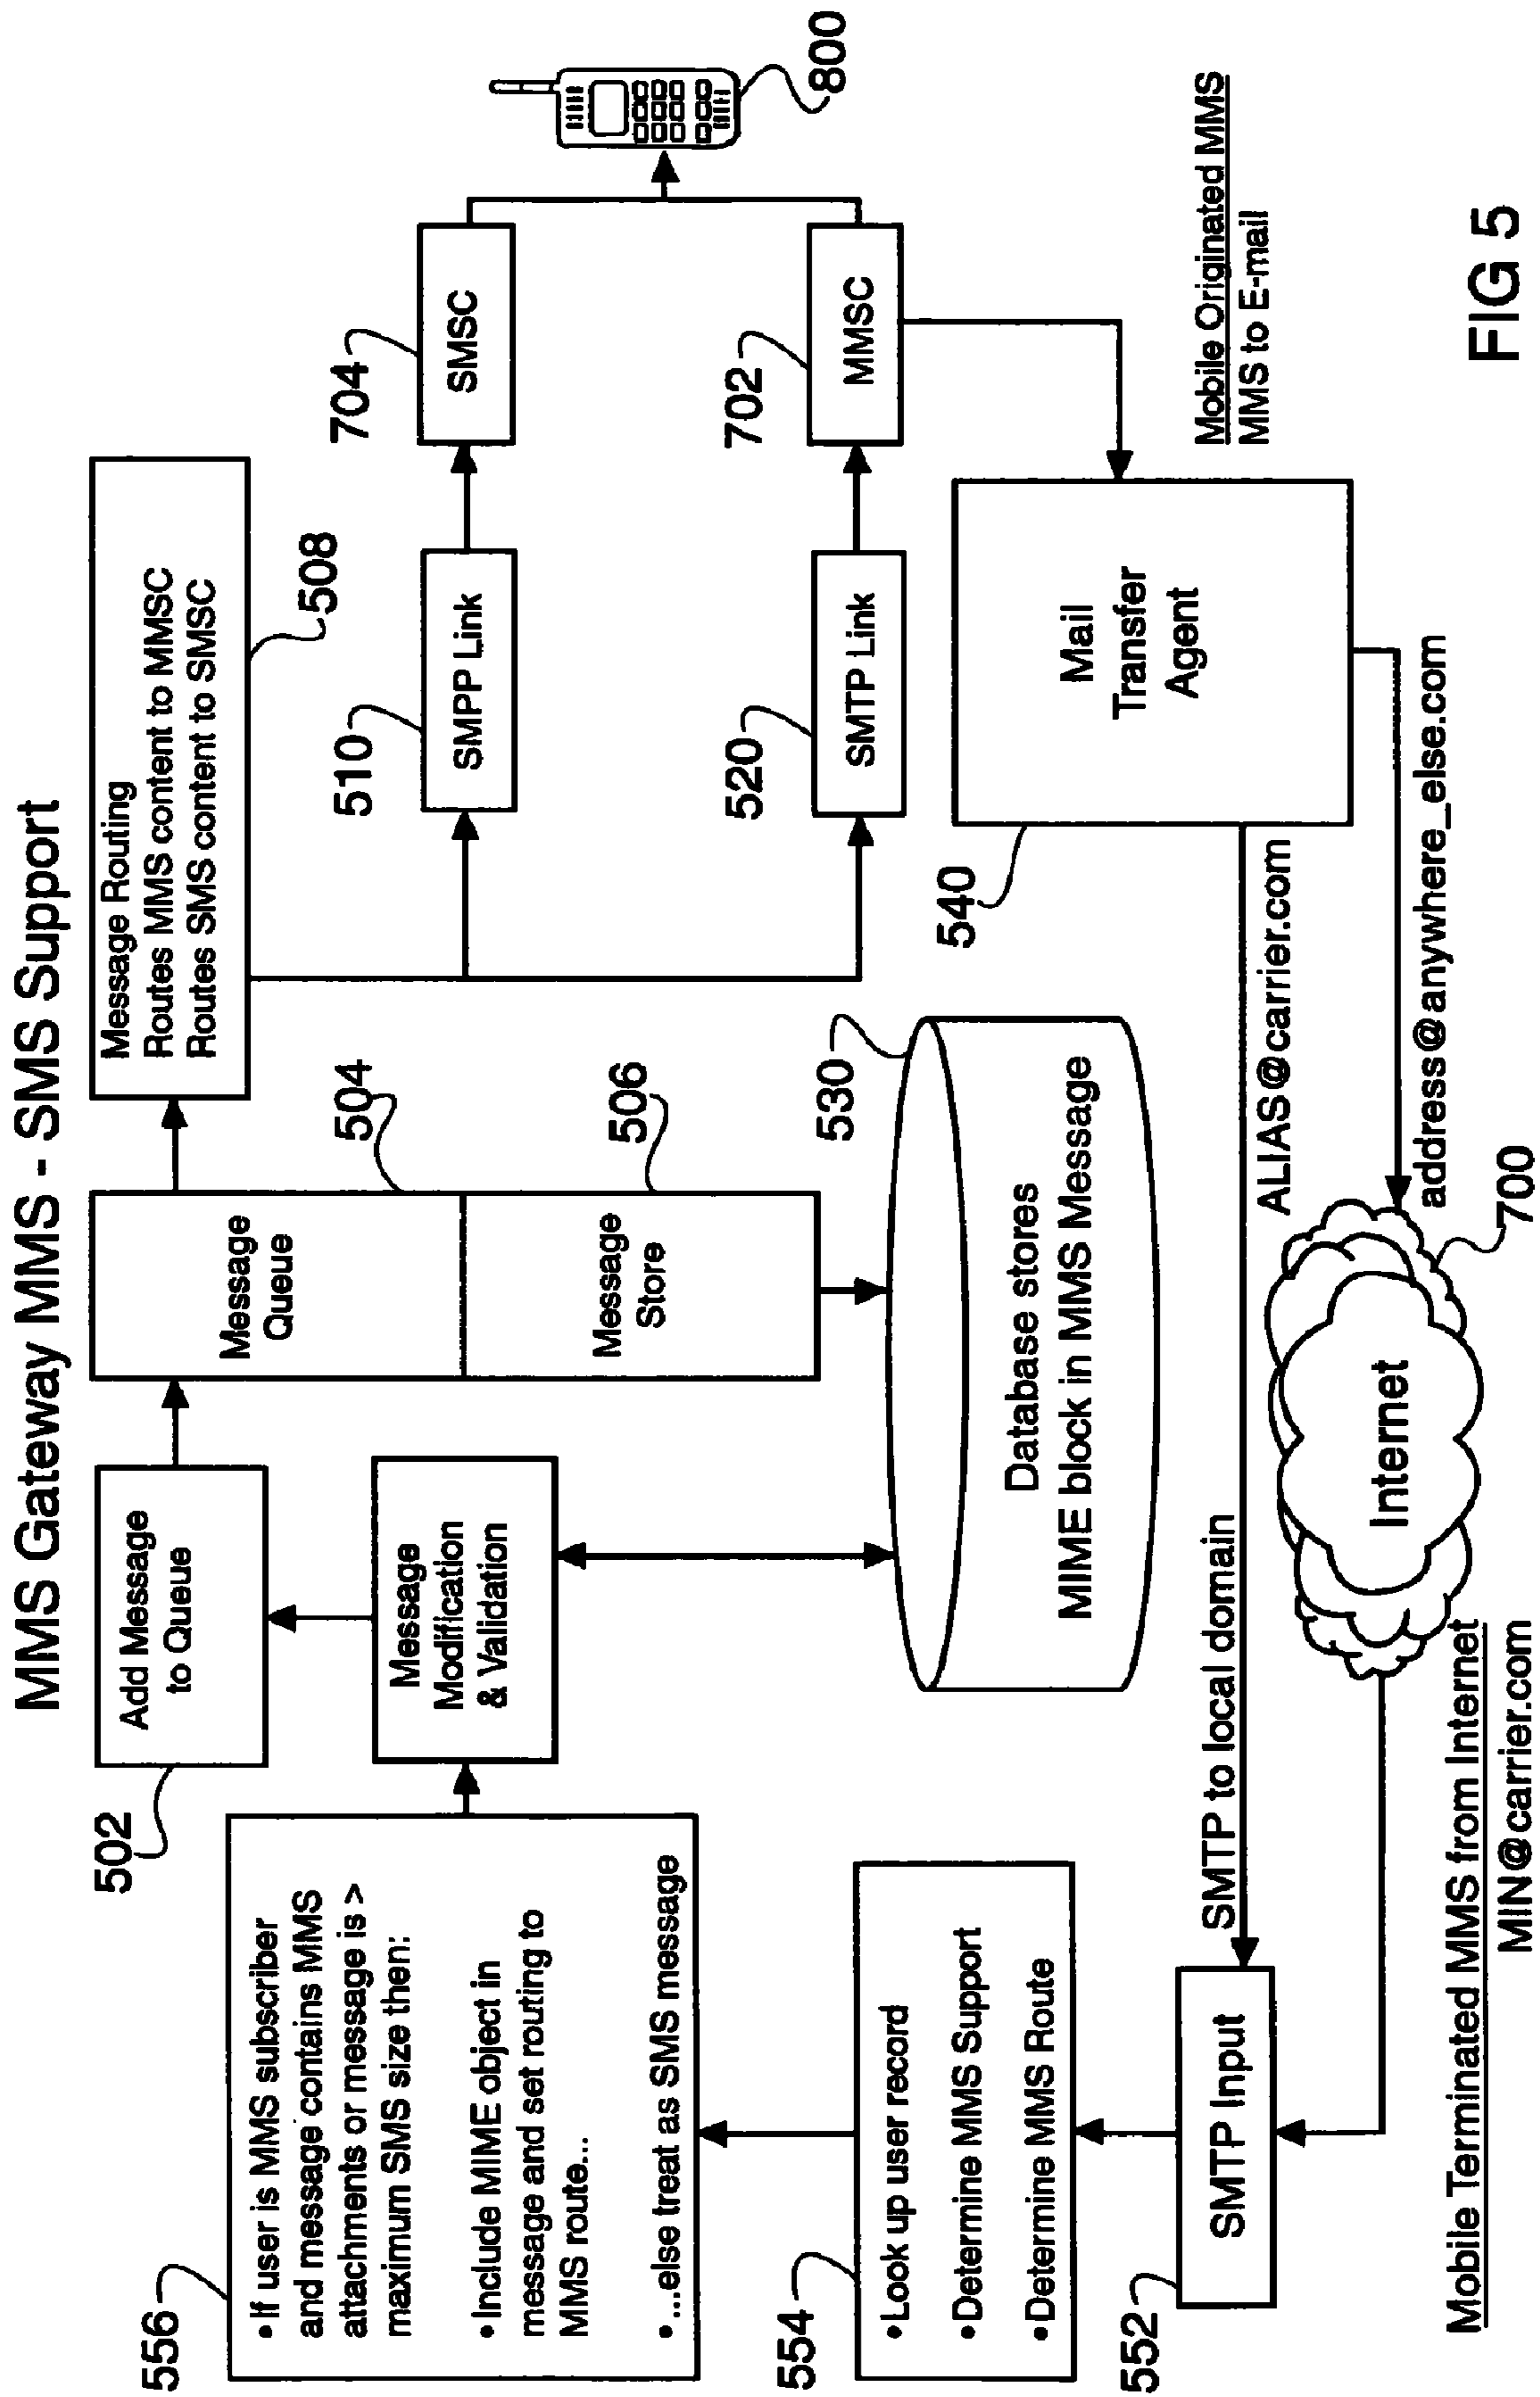 MMS Gateway MMS - SMS Support
556
• If user is MMS subscriber
and message contains MMS
attachments or message is >
maximum SMS size then:
• Include MIME object in
message and set routing to
MMS route...
• ...else treat as SMS message
554
• Look up user record
• Determine MMS Support
• Determine MMS Route
552
SMTP Input
Mobile Terminated MMS from Internet
MIN@carrier.com
502
Add Message
to Queue
Message
Modification
& Validation
Message
Queue
504
Message
Store
506
530
Database stores
MIME block in MMS Message
SMTP to local domain
ALIAS@carrier.com
Internet
700
address@anywhere_else.com
Message Routing
Routes MMS content to MMSC
Routes SMS content to SMSC
508
510
SMPP Link
520
SMTP Link
540
Mail
Transfer
Agent
704
SMSC
702
MMSC
800
Mobile Originated MMS
MMS to E-mail
FIG 5